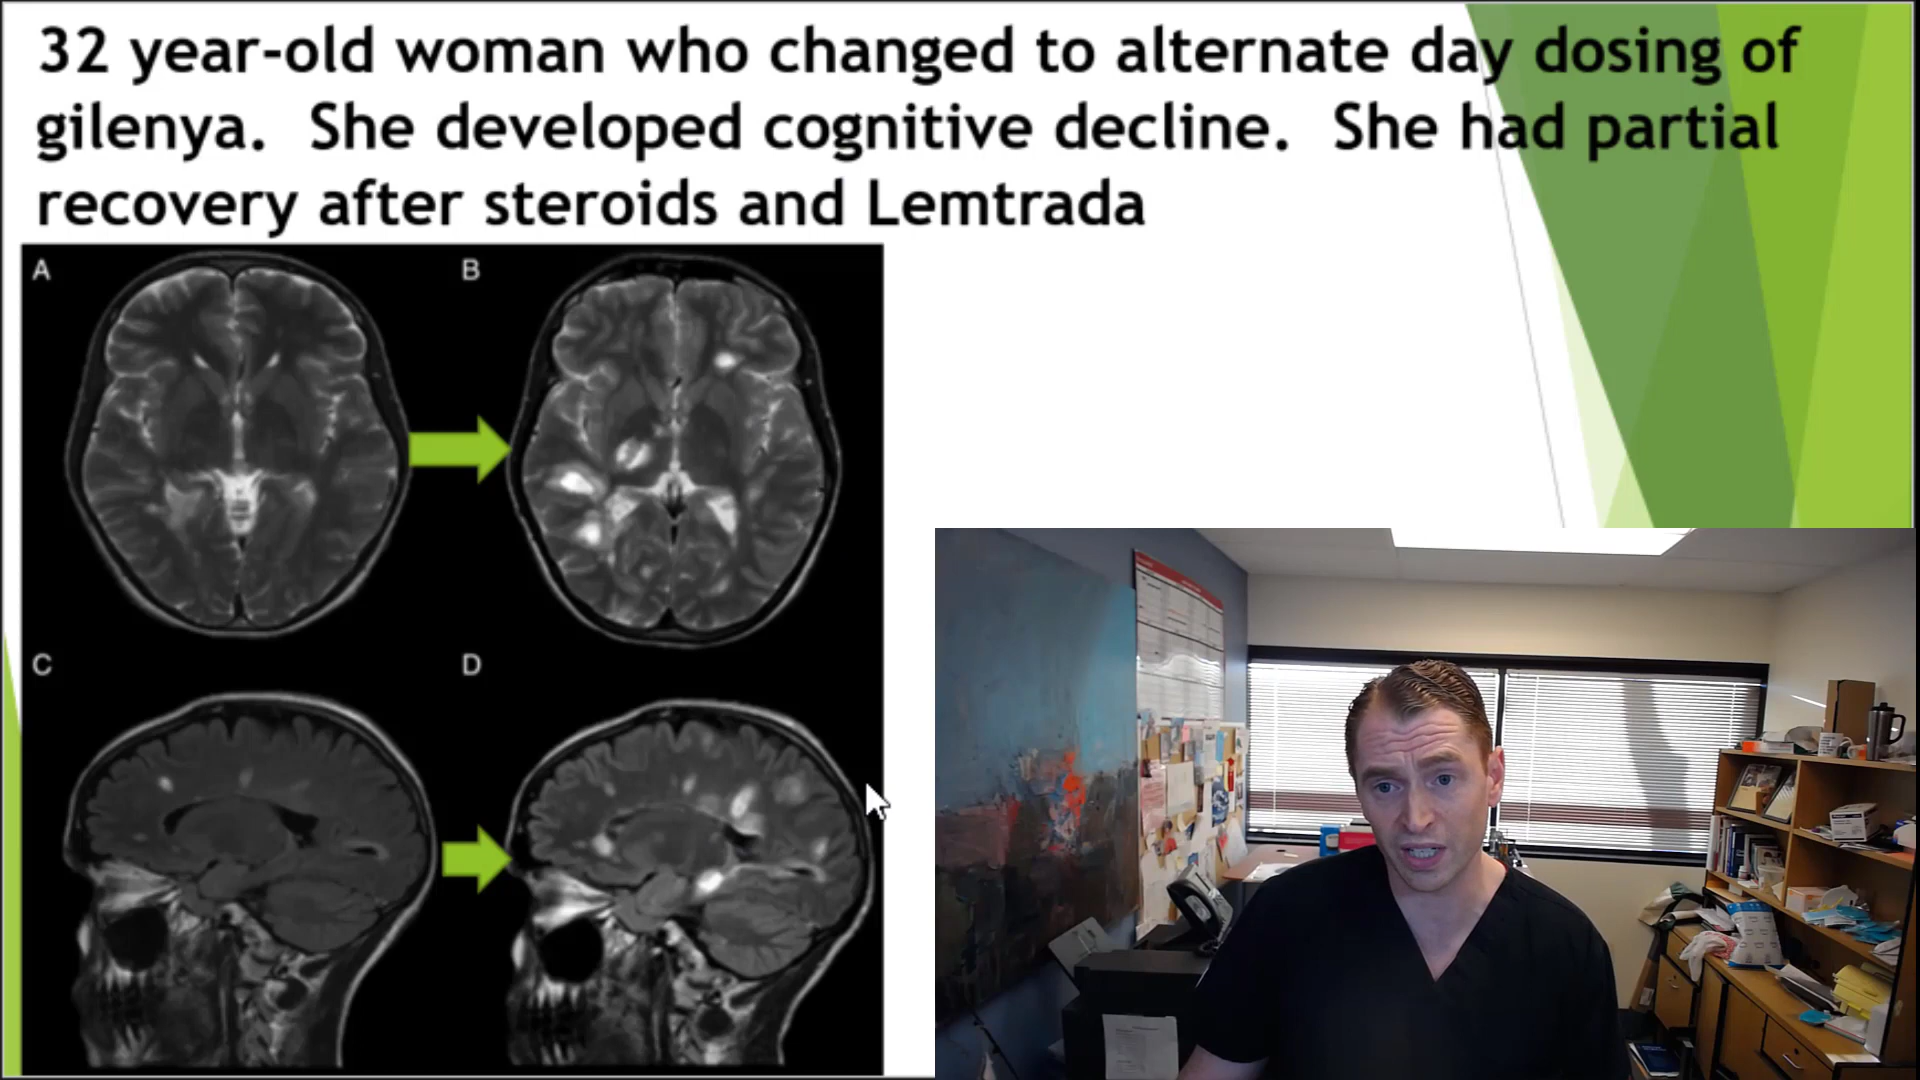 32 year-old woman who changed to alternate day dosing of
gilenya. She developed cognitive decline. She had partial
recovery after steroids and Lemtrada
A
B
C
D